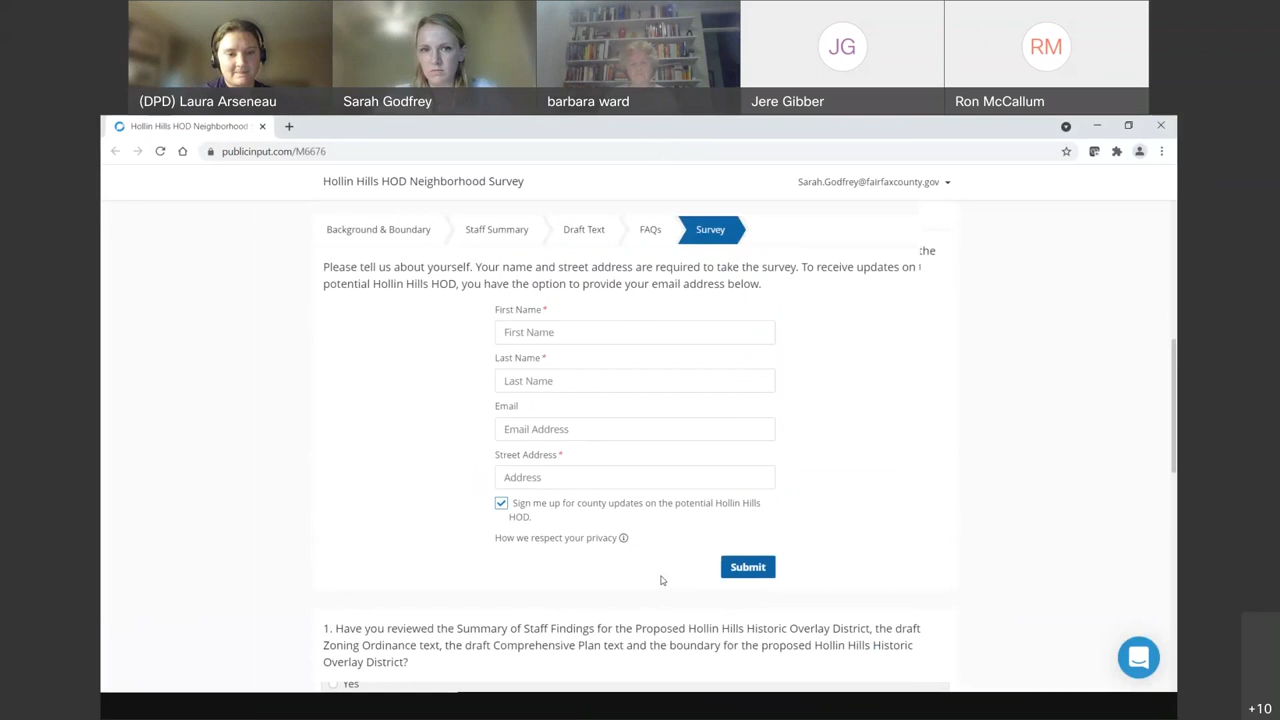 JG
RM
(DPD) Laura Arseneau
Sarah Godfrey
barbara ward
Jere Gibber
Ron McCallum
Hollin Hills HOD Neighborhood
publicinput.com/M6676
Hollin Hills HOD Neighborhood Survey
Sarah.Godfrey@fairfaxcounty.gov
Background & Boundary
Staff Summary
Draft Text
FAQs
Survey
the
Please tell us about yourself. Your name and street address are required to take the survey. To receive updates on t
potential Hollin Hills HOD, you have the option to provide your email address below.
First Name*
First Name
Last Name*
Last Name
Email
Email Address
Street Address*
Address
Sign me up for county updates on the potential Hollin Hills
HOD.
How we respect your privacy
Submit
1. Have you reviewed the Summary of Staff Findings for the Proposed Hollin Hills Historic Overlay District, the draft
Zoning Ordinance text, the draft Comprehensive Plan text and the boundary for the proposed Hollin Hills Historic
Overlay District?
Yes
+10